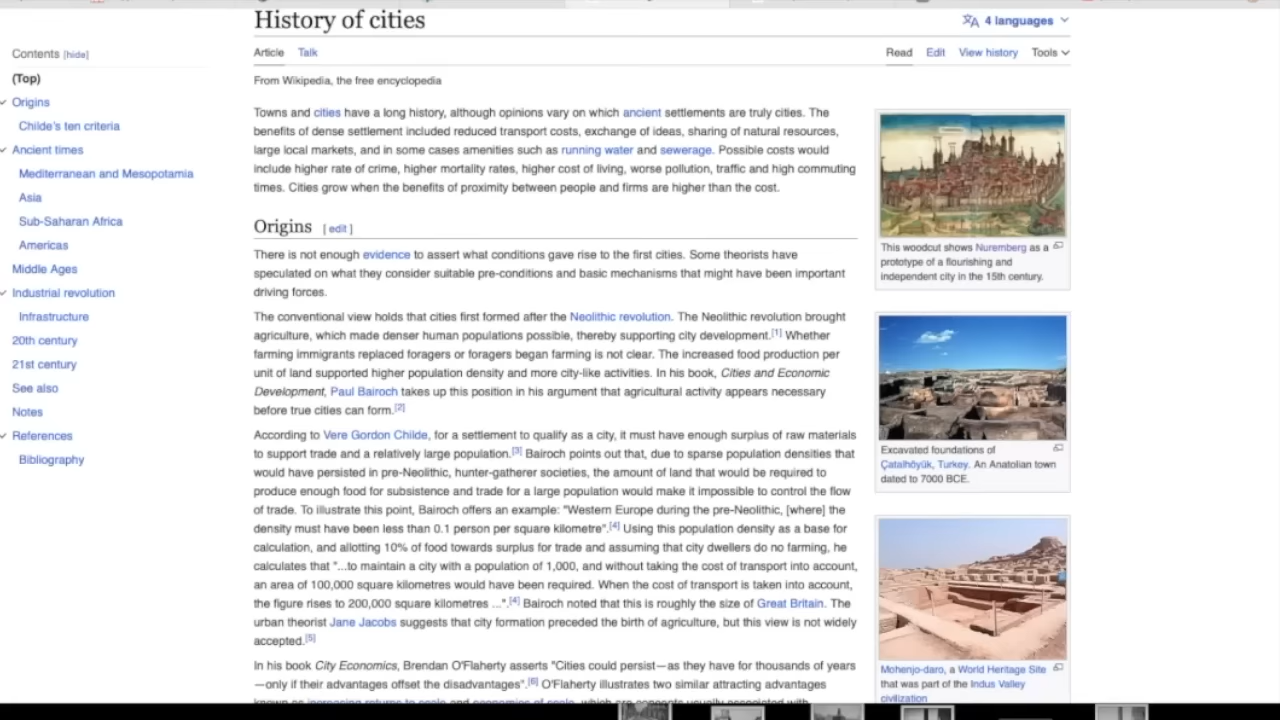 History of cities
4 languages
Contents [hide]
(Top)
Origins
Childe's ten criteria
Ancient times
Mediterranean and Mesopotamia
Asia
Sub-Saharan Africa
Americas
Middle Ages
Industrial revolution
Infrastructure
20th century
21st century
See also
Notes
References
Bibliography
Article Talk
Read Edit View history Tools
From Wikipedia, the free encyclopedia
Towns and cities have a long history, although opinions vary on which ancient settlements are truly cities. The
benefits of dense settlement included reduced transport costs, exchange of ideas, sharing of natural resources,
large local markets, and in some cases amenities such as running water and sewerage. Possible costs would
include higher rate of crime, higher mortality rates, higher cost of living, worse pollution, traffic and high commuting
times. Cities grow when the benefits of proximity between people and firms are higher than the cost.
Origins [ edit ]
There is not enough evidence to assert what conditions gave rise to the first cities. Some theorists have
speculated on what they consider suitable pre-conditions and basic mechanisms that might have been important
driving forces.
The conventional view holds that cities first formed after the Neolithic revolution. The Neolithic revolution brought
agriculture, which made denser human populations possible, thereby supporting city development.[1] Whether
farming immigrants replaced foragers or foragers began farming is not clear. The increased food production per
unit of land supported higher population density and more city-like activities. In his book, Cities and Economic
Development, Paul Bairoch takes up this position in his argument that agricultural activity appears necessary
before true cities can form.[2]
According to Vere Gordon Childe, for a settlement to qualify as a city, it must have enough surplus of raw materials
to support trade and a relatively large population.[3] Bairoch points out that, due to sparse population densities that
would have persisted in pre-Neolithic, hunter-gatherer societies, the amount of land that would be required to
produce enough food for subsistence and trade for a large population would make it impossible to control the flow
of trade. To illustrate this point, Bairoch offers an example: "Western Europe during the pre-Neolithic, [where] the
density must have been less than 0.1 person per square kilometre".[4] Using this population density as a base for
calculation, and allotting 10% of food towards surplus for trade and assuming that city dwellers do no farming, he
calculates that "...to maintain a city with a population of 1,000, and without taking the cost of transport into account,
an area of 100,000 square kilometres would have been required. When the cost of transport is taken into account,
the figure rises to 200,000 square kilometres ...".[4] Bairoch noted that this is roughly the size of Great Britain. The
urban theorist Jane Jacobs suggests that city formation preceded the birth of agriculture, but this view is not widely
accepted.[5]
In his book City Economics, Brendan O'Flaherty asserts "Cities could persist—as they have for thousands of years
—only if their advantages offset the disadvantages".[6] O'Flaherty illustrates two similar attracting advantages
known as increasing returns to scale and economies of scale, which are concepts usually associated with
This woodcut shows Nuremberg as a
prototype of a flourishing and
independent city in the 15th century.
Excavated foundations of
Çatalhöyük, Turkey. An Anatolian town
dated to 7000 BCE.
Mohenjo-daro, a World Heritage Site
that was part of the Indus Valley
civilization